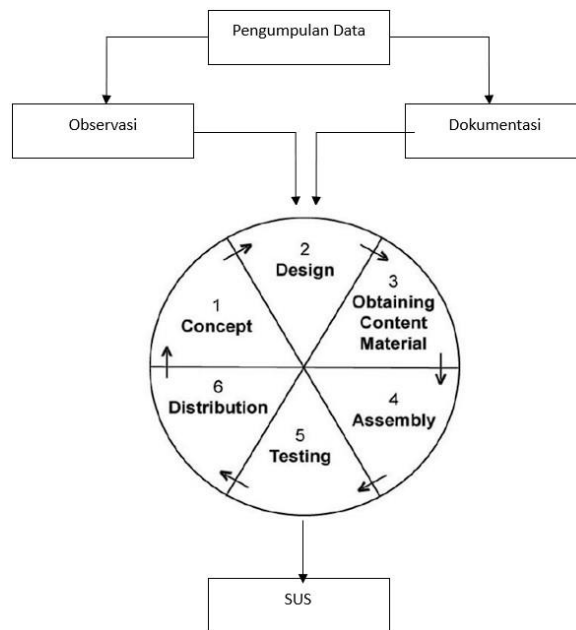 Pengumpulan Data
Observasi
Dokumentasi
2
Design
3
Obtaining
Content
Material
1
Concept
6
Distribution
4
Assembly
5
Testing
SUS